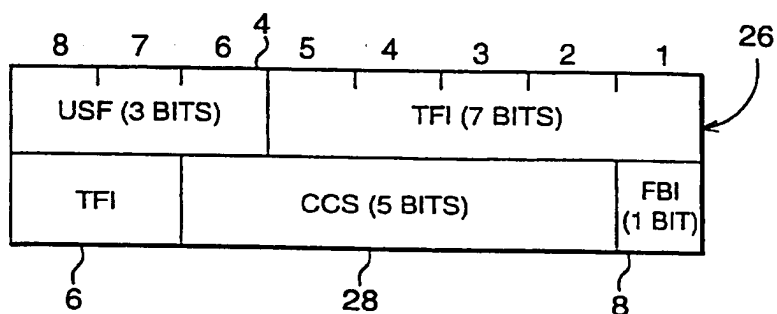 4
26
8 7 6 5 4 3 2 1
USF (3 BITS) TFI (7 BITS)
TFI CCS (5 BITS) FBI
(1 BIT)
6 28 8